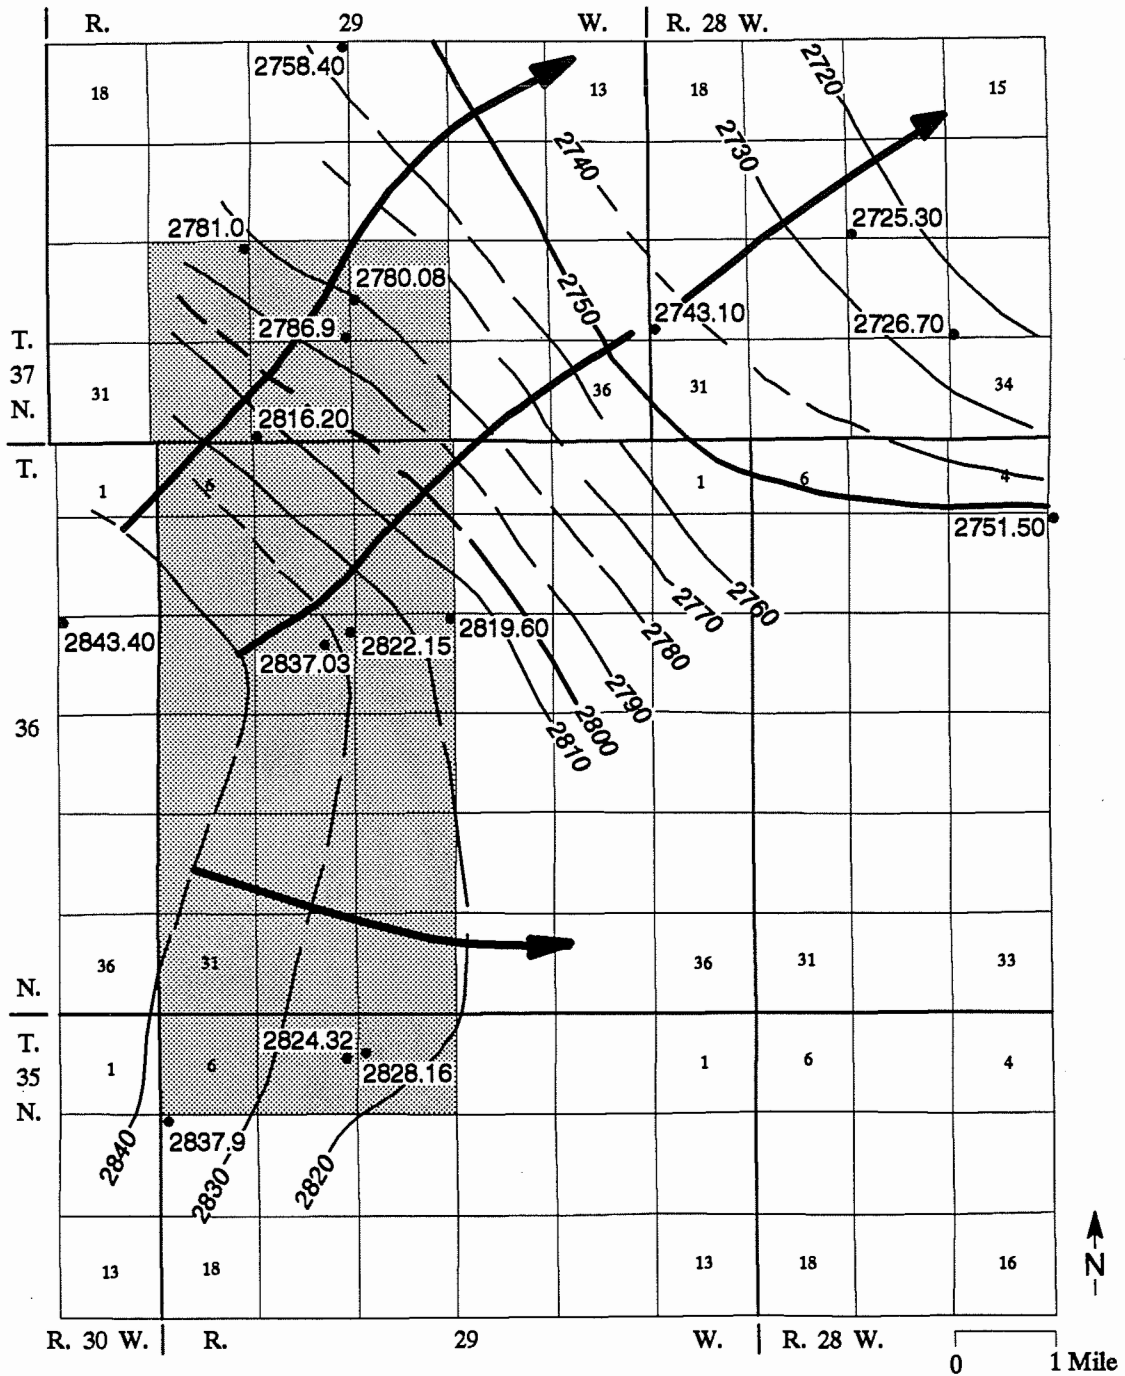 R. 29 W. R. 28 W.
2758.40
18 13 18 2720 15
2730
2740
2781.0 2725.30
2780.08
2750
2786.9 2743.10 2726.70
T.
37
N.
31 36 31 34
2816.20
T.
1 6 1 6 4
2751.50
2760
2770
2843.40 2837.03 2822.15 2819.60
2780
2790
2800
2810
36
36 31 36 31 33
N.
T.
35
N.
2824.32
1 6 2828.16 1 6 4
2840 2837.9
2830 2820
N
13 18 13 18 16
R. 30 W. R. 29 W. R. 28 W.
0 1 Mile